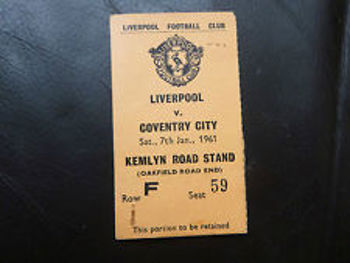 LIVERPOOL FOOTBALL CLUB
LIVERPOOL
v.
COVENTRY CITY
Sat., 7th Jan., 1961
KEMLYN ROAD STAND
(OAKFIELD ROAD END)
Row F Seat 59
This portion to be retained